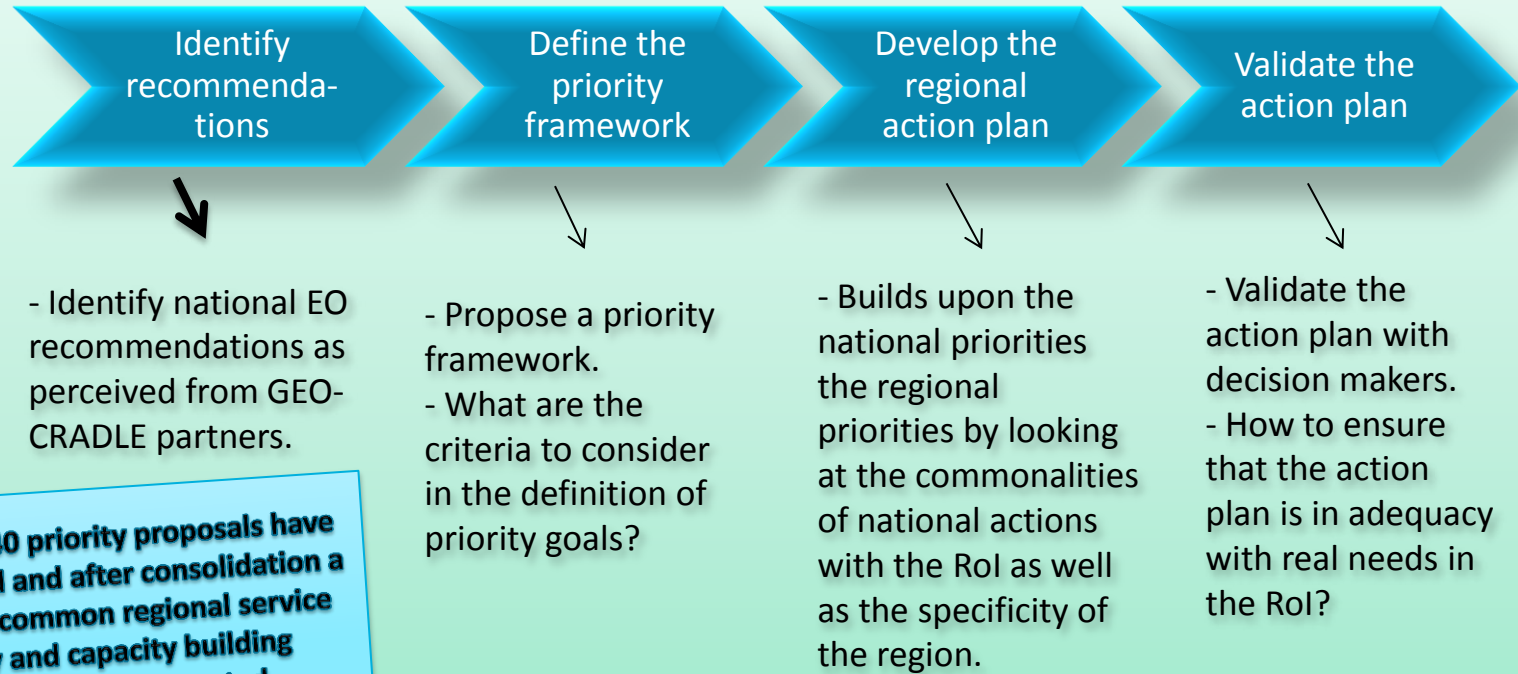 Identify
recommenda-
tions
Define the
priority
framework
Develop the
regional
action plan
Validate the
action plan
- Identify national EO
recommendations as
perceived from GEO-
CRADLE partners.
- Propose a priority
framework.
- What are the
criteria to consider
in the definition of
priority goals?
- Builds upon the
national priorities
the regional
priorities by looking
at the commonalities
of national actions
with the RoI as well
as the specificity of
the region.
- Validate the
action plan with
decision makers.
- How to ensure
that the action
plan is in adequacy
with real needs in
the RoI?
40 priority proposals have
and after consolidation a
common regional service
and capacity building